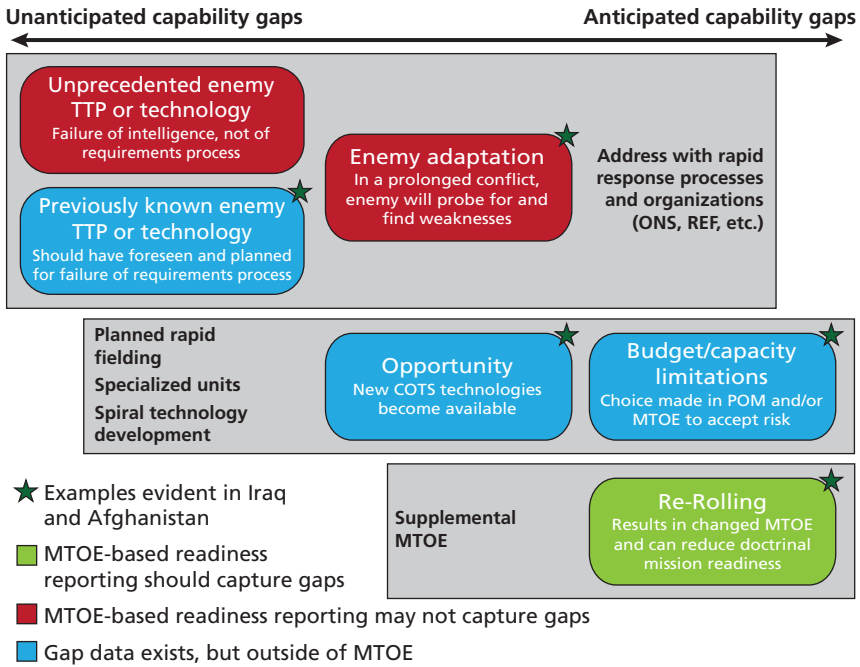 Unanticipated capability gaps
Anticipated capability gaps
Unprecedented enemy
TTP or technology
Failure of intelligence, not of
requirements process
Previously known enemy
TTP or technology
Should have foreseen and planned
for failure of requirements process
Enemy adaptation
In a prolonged conflict,
enemy will probe for and
find weaknesses
Address with rapid
response processes
and organizations
(ONS, REF, etc.)
Planned rapid
fielding
Specialized units
Spiral technology
development
Opportunity
New COTS technologies
become available
Budget/capacity
limitations
Choice made in POM and/or
MTOE to accept risk
Supplemental
MTOE
Re-Rolling
Results in changed MTOE
and can reduce doctrinal
mission readiness
Examples evident in Iraq
and Afghanistan
MTOE-based readiness
reporting should capture gaps
MTOE-based readiness reporting may not capture gaps
Gap data exists, but outside of MTOE